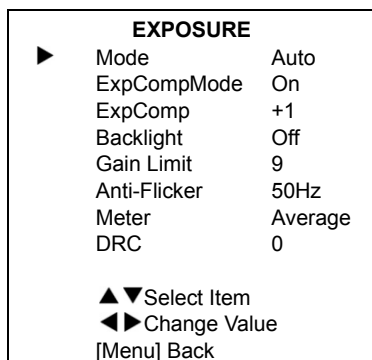 EXPOSURE
▶ Mode Auto
ExpCompMode On
ExpComp +1
Backlight Off
Gain Limit 9
Anti-Flicker 50Hz
Meter Average
DRC 0
▲▼Select Item
◀▶Change Value
[Menu] Back